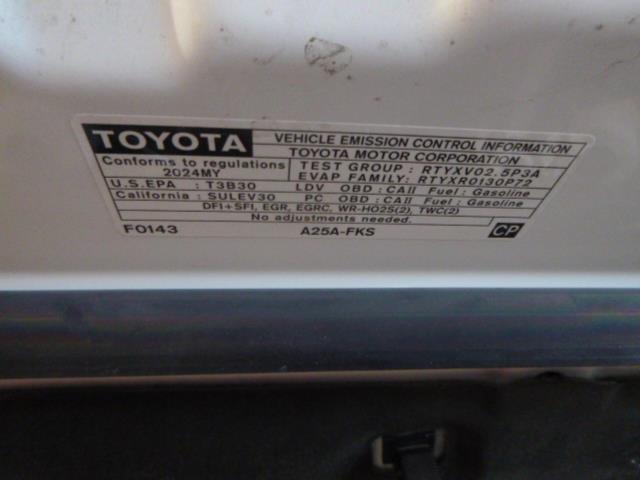 TOYOTA
VEHICLE EMISSION CONTROL INFORMATION
TOYOTA MOTOR CORPORATION
Conforms to regulations
2024MY
TEST GROUP : RTYXV02.5P3A
EVAP FAMILY: RTYXR0130P72
U.S.EPA : T3B30 LDV OBD : CAII Fuel : Gasoline
California : SULEV30 PC OBD : CAII Fuel : Gasoline
DFI+SFI, EGR, EGRC, WR-HO2S(2), TWC(2)
No adjustments needed.
F0143 A25A-FKS CP